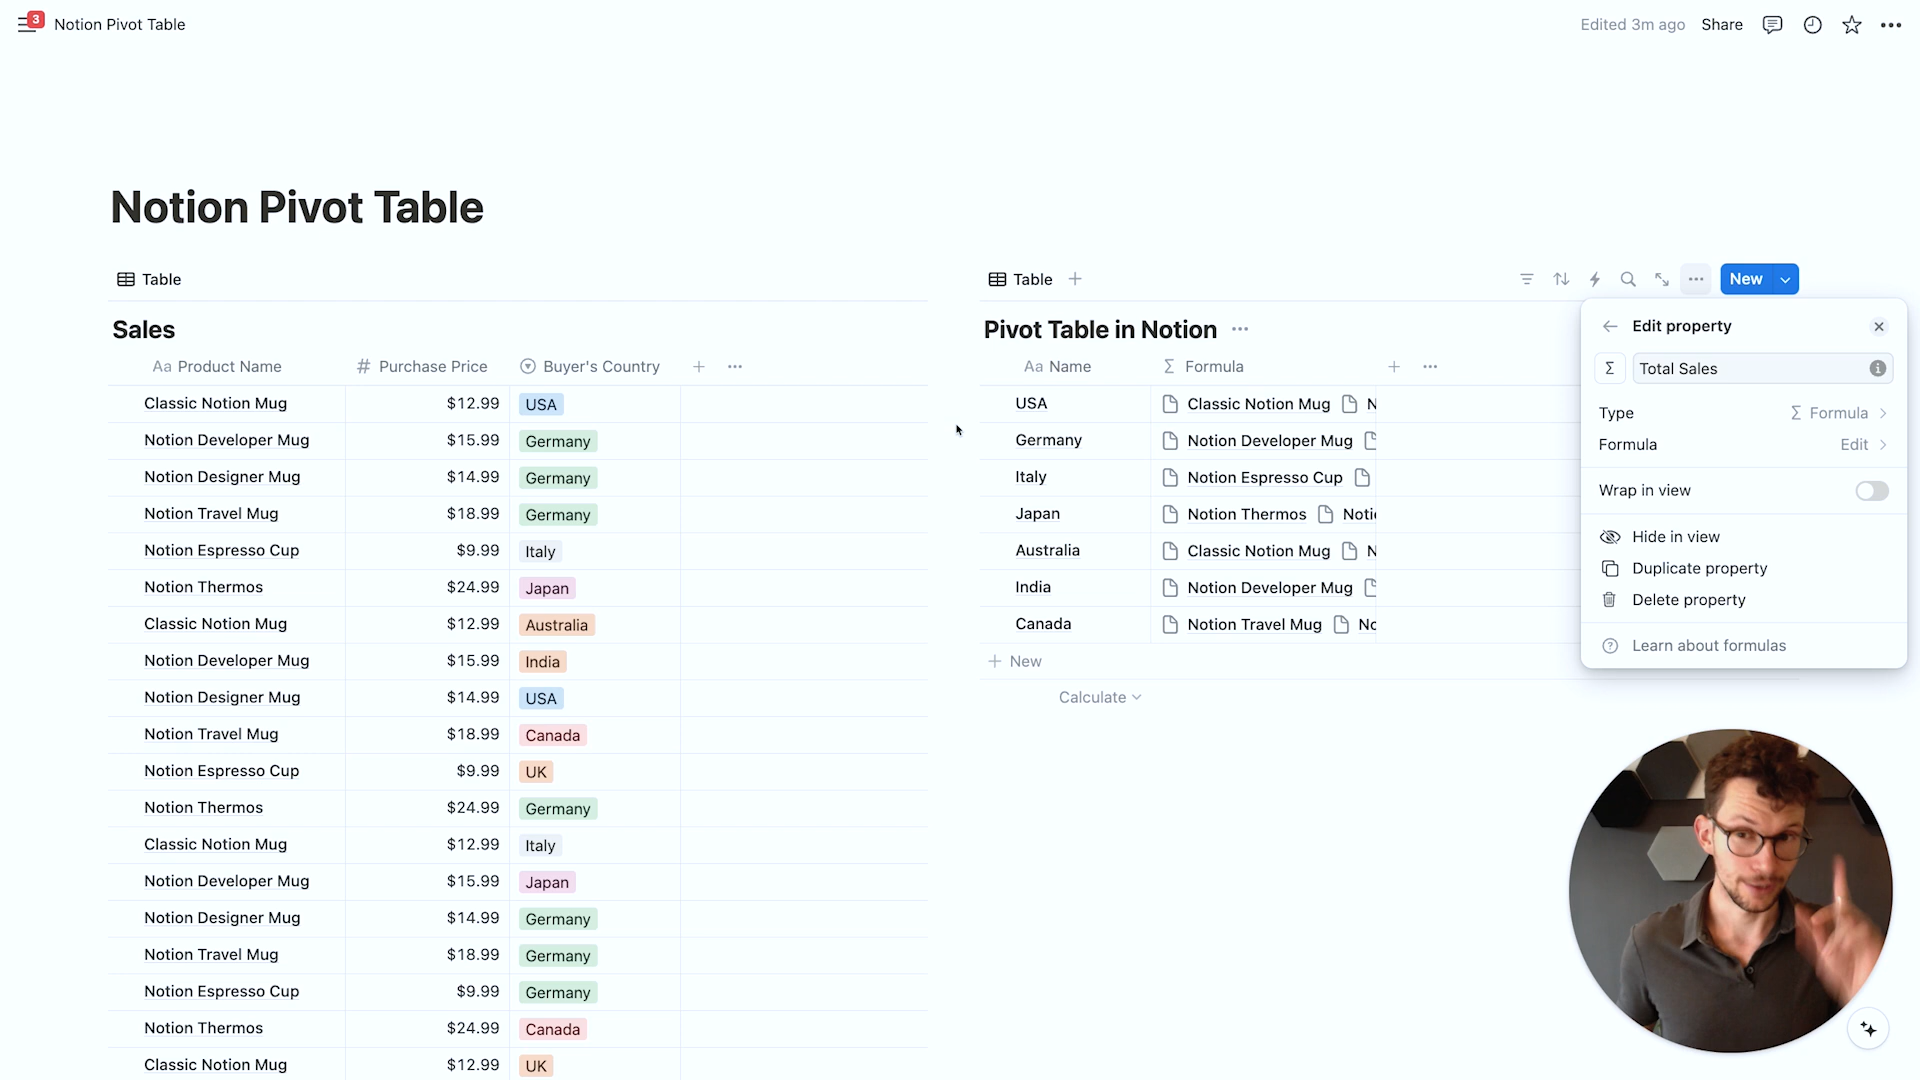 3
Notion Pivot Table
Edited 3m ago
Share
Notion Pivot Table
Table
Sales
Aa Product Name # Purchase Price Buyer's Country
Classic Notion Mug $12.99 USA
Notion Developer Mug $15.99 Germany
Notion Designer Mug $14.99 Germany
Notion Travel Mug $18.99 Germany
Notion Espresso Cup $9.99 Italy
Notion Thermos $24.99 Japan
Classic Notion Mug $12.99 Australia
Notion Developer Mug $15.99 India
Notion Designer Mug $14.99 USA
Notion Travel Mug $18.99 Canada
Notion Espresso Cup $9.99 UK
Notion Thermos $24.99 Germany
Classic Notion Mug $12.99 Italy
Notion Developer Mug $15.99 Japan
Notion Designer Mug $14.99 Germany
Notion Travel Mug $18.99 Germany
Notion Espresso Cup $9.99 Germany
Notion Thermos $24.99 Canada
Classic Notion Mug $12.99 UK
Table
New
Pivot Table in Notion
Aa Name Σ Formula
USA Classic Notion Mug N
Germany Notion Developer Mug
Italy Notion Espresso Cup
Japan Notion Thermos Noti
Australia Classic Notion Mug N
India Notion Developer Mug
Canada Notion Travel Mug No
New
Calculate
Edit property
Σ Total Sales
Type Σ Formula
Formula Edit
Wrap in view
Hide in view
Duplicate property
Delete property
Learn about formulas